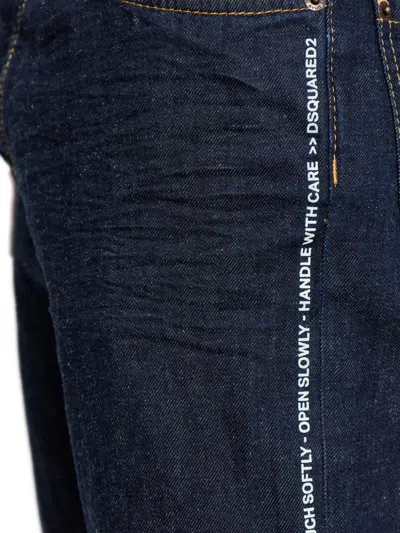 SOFTLY - OPEN SLOWLY - HANDLE WITH CARE >> DSQUARED2